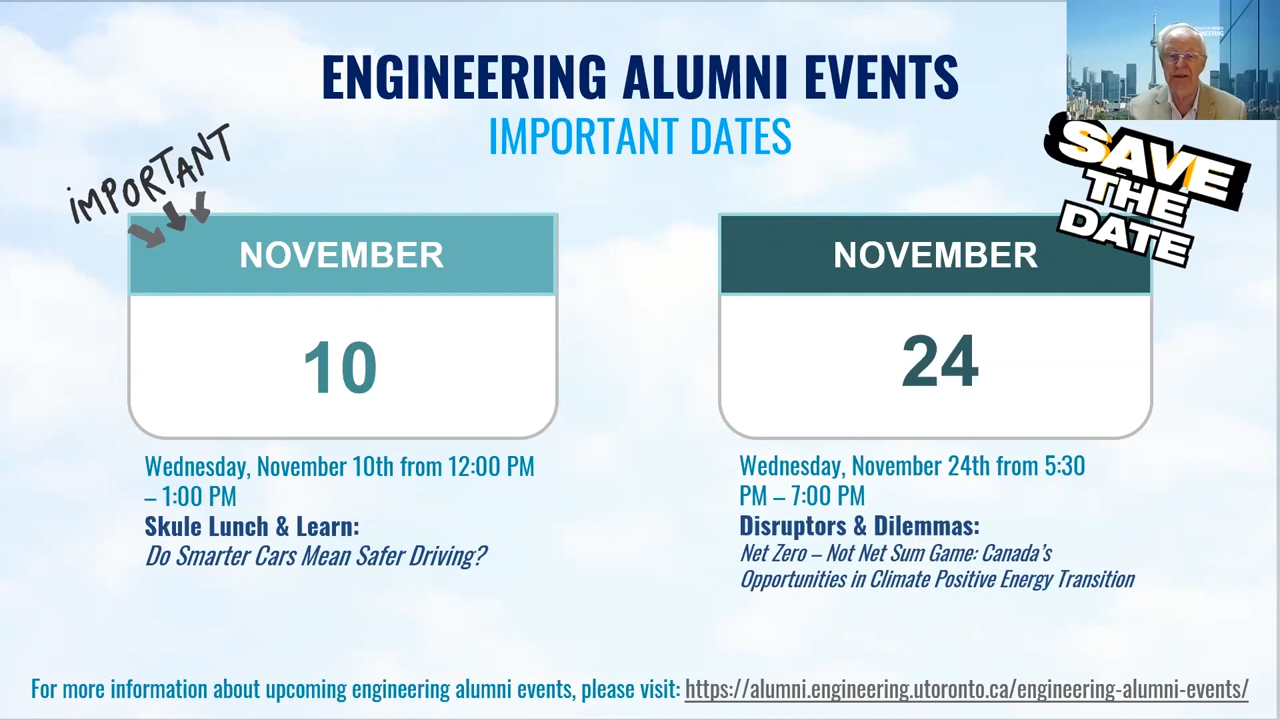 ENGINEERING ALUMNI EVENTS
IMPORTANT DATES
IMPORTANT
SAVE
THE
DATE
NOVEMBER
10
Wednesday, November 10th from 12:00 PM
– 1:00 PM
Skule Lunch & Learn:
Do Smarter Cars Mean Safer Driving?
NOVEMBER
24
Wednesday, November 24th from 5:30
PM – 7:00 PM
Disruptors & Dilemmas:
Net Zero – Not Net Sum Game: Canada's
Opportunities in Climate Positive Energy Transition
For more information about upcoming engineering alumni events, please visit: https://alumni.engineering.utoronto.ca/engineering-alumni-events/